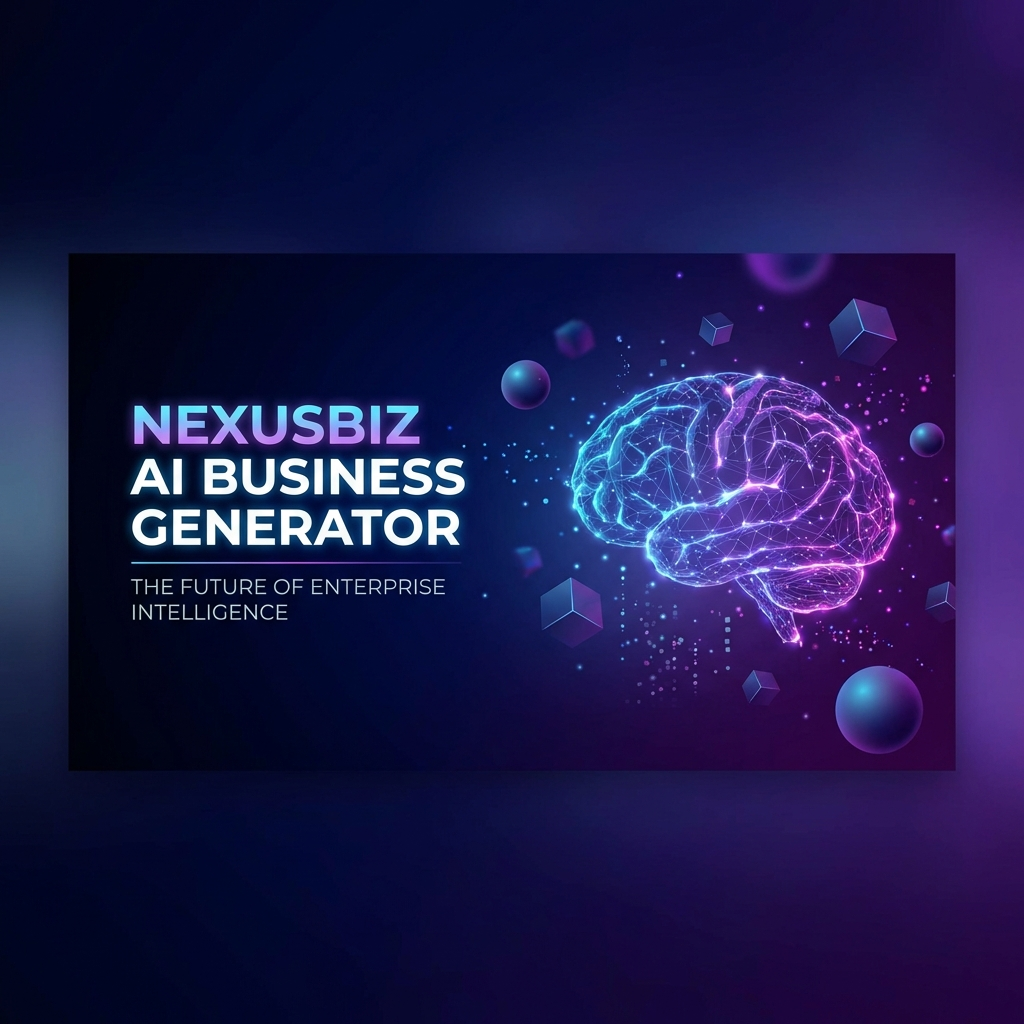 NEXUSBIZ
AI BUSINESS
GENERATOR
THE FUTURE OF ENTERPRISE
INTELLIGENCE